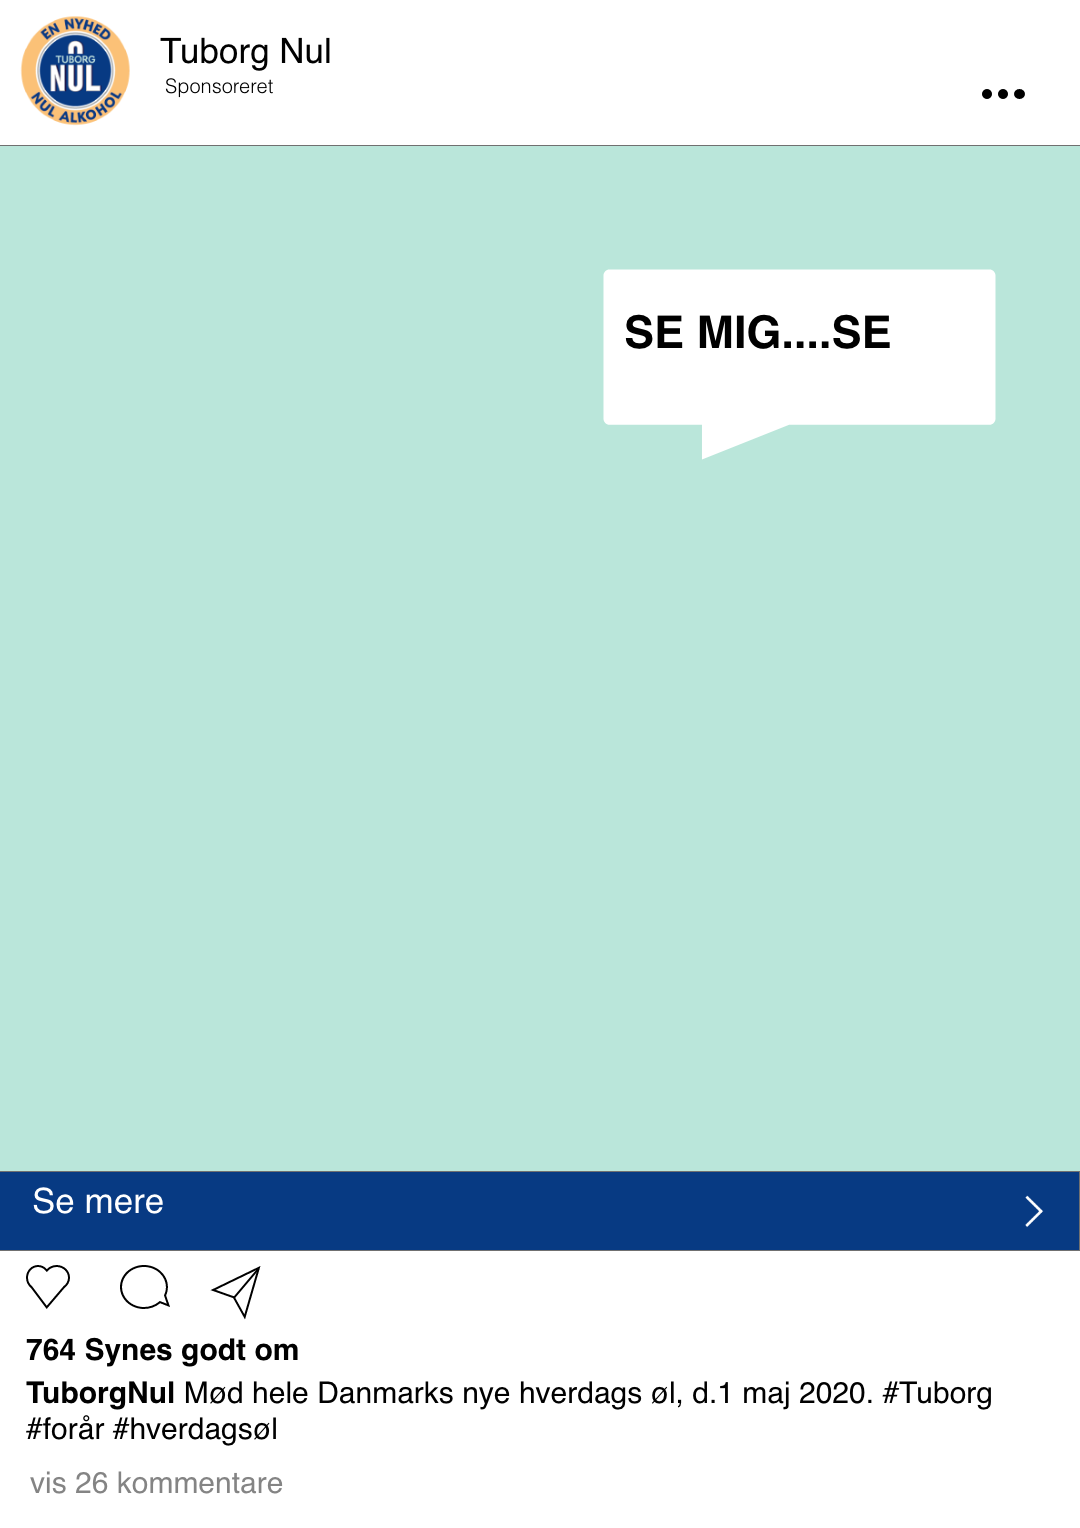 EN NYHED
TUBORG
NUL
NUL ALKOHOL
Tuborg Nul
Sponsoreret
SE MIG....SE
Se mere
764 Synes godt om
TuborgNul Mød hele Danmarks nye hverdags øl, d.1 maj 2020. #Tuborg
#forår #hverdagsøl
vis 26 kommentare